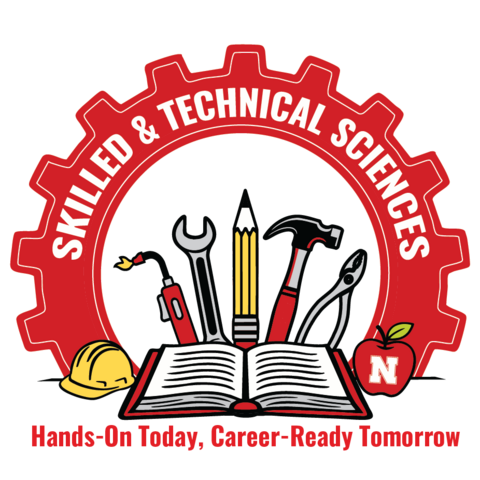 SKILLED & TECHNICAL SCIENCES
N
Hands-On Today, Career-Ready Tomorrow